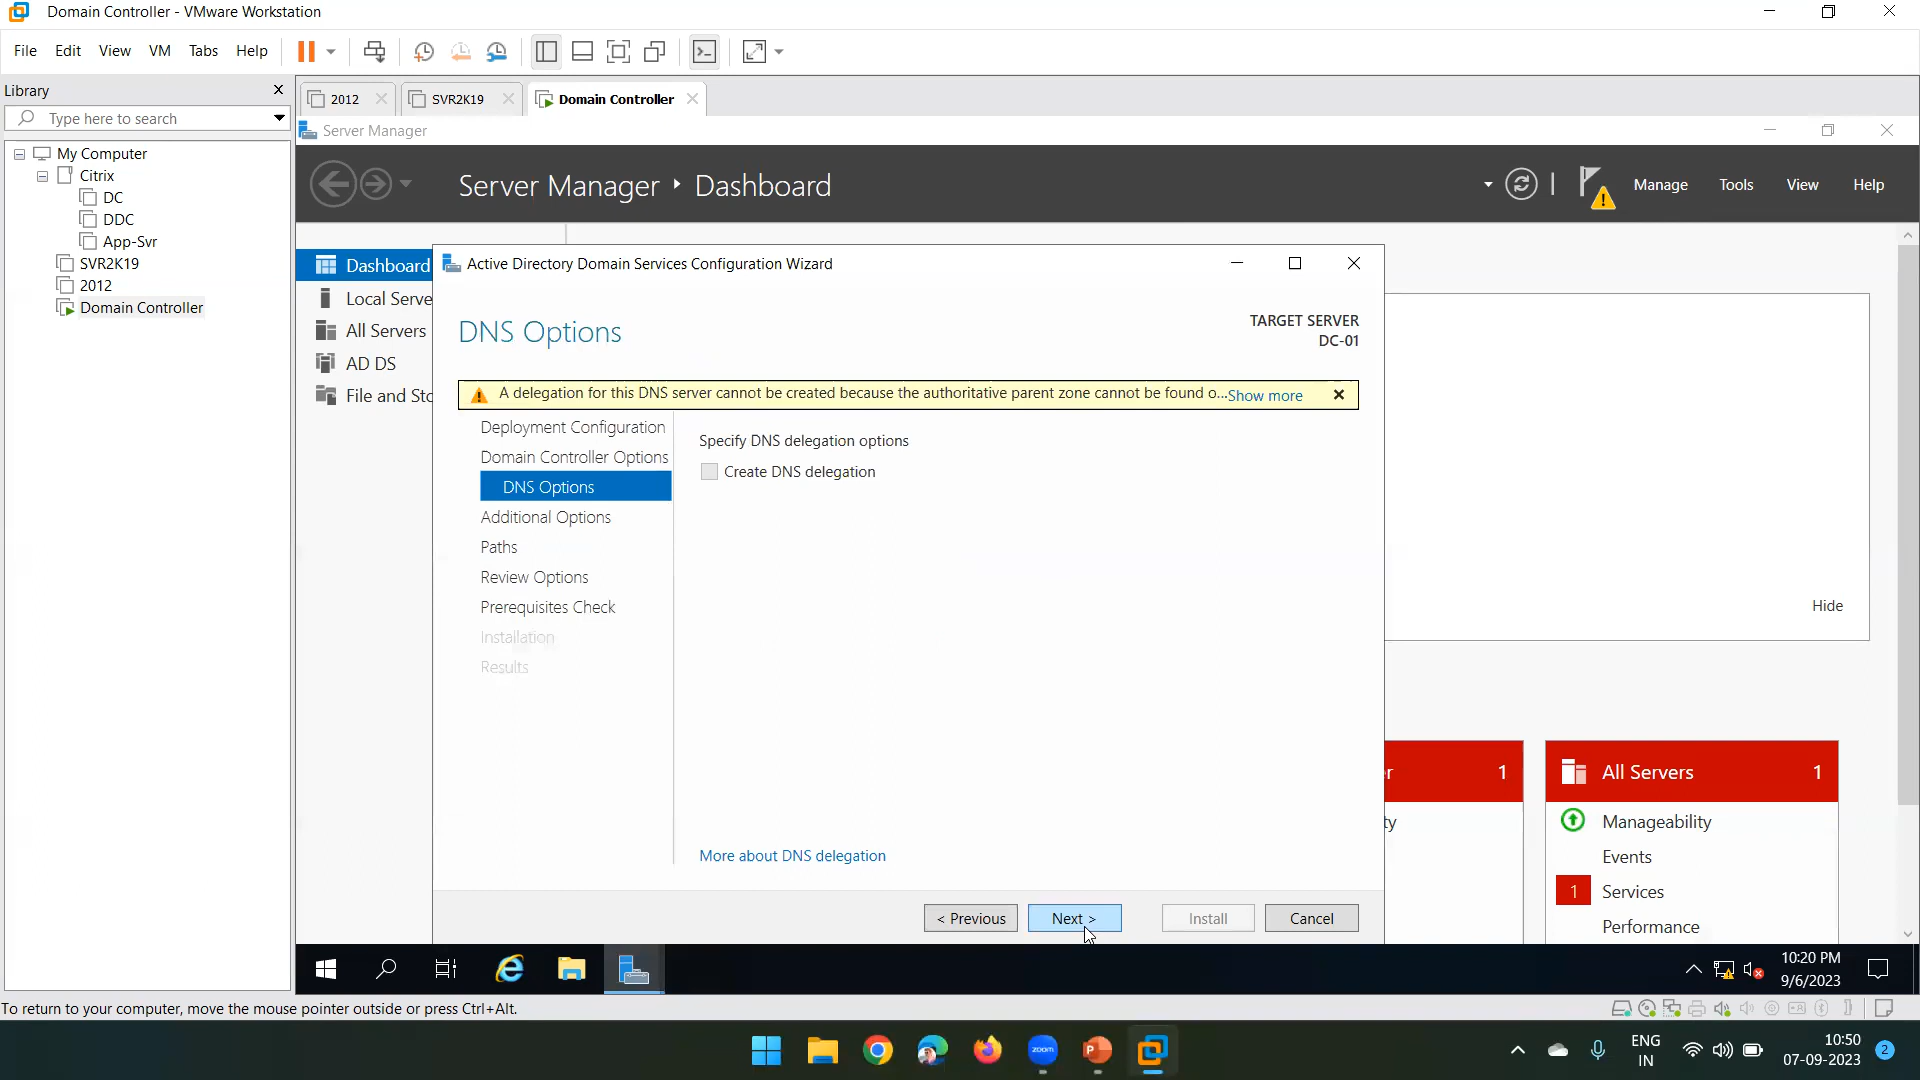 Domain Controller - VMware Workstation
File Edit View VM Tabs Help
Library
Type here to search
My Computer
Citrix
DC
DDC
App-Svr
SVR2K19
2012
Domain Controller
2012
SVR2K19
Domain Controller
Server Manager
Server Manager Dashboard
Manage Tools View Help
Dashboard
Local Serve
All Servers
AD DS
File and Sto
Active Directory Domain Services Configuration Wizard
DNS Options
TARGET SERVER
DC-01
A delegation for this DNS server cannot be created because the authoritative parent zone cannot be found o... Show more
Deployment Configuration
Domain Controller Options
DNS Options
Additional Options
Paths
Review Options
Prerequisites Check
Installation
Results
Specify DNS delegation options
Create DNS delegation
More about DNS delegation
< Previous
Next >
Install
Cancel
Hide
er 1
ty
All Servers 1
Manageability
Events
1 Services
Performance
10:20 PM
9/6/2023
To return to your computer, move the mouse pointer outside or press Ctrl+Alt.
zoom
P
ENG
IN
10:50
07-09-2023
2